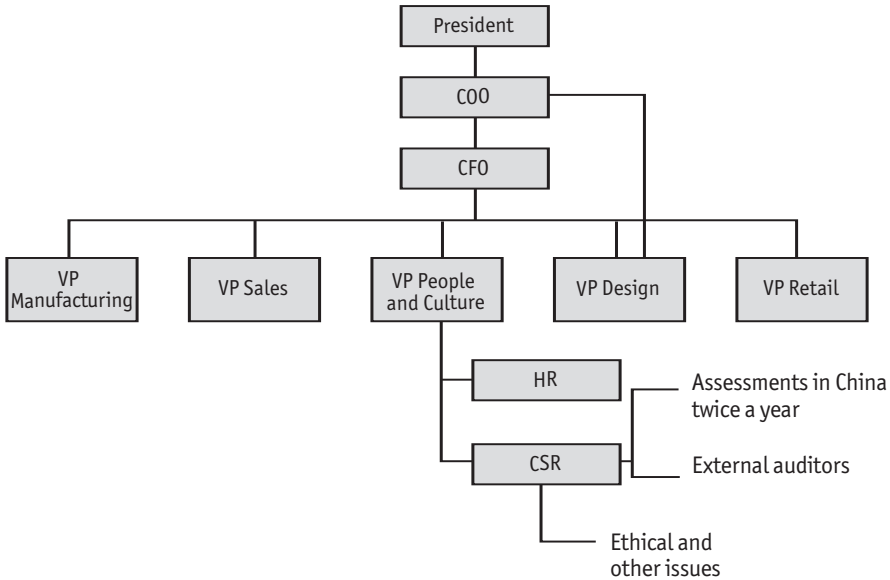 President
COO
CFO
VP
Manufacturing
VP Sales
VP People
and Culture
VP Design
VP Retail
HR
Assessments in China
twice a year
CSR
External auditors
Ethical and
other issues